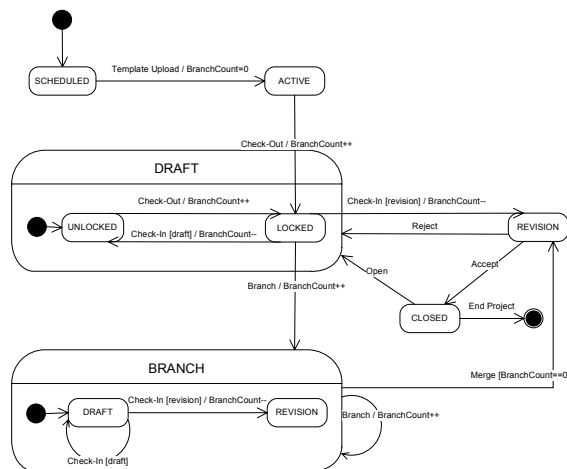 Template Upload / BranchCount=0
SCHEDULED
ACTIVE
Check-Out / BranchCount++
DRAFT
Check-Out / BranchCount++
Check-In [revision] / BranchCount--
UNLOCKED
LOCKED
Reject
REVISION
Check-In [draft] / BranchCount--
Accept
Open
Branch / BranchCount++
End Project
CLOSED
BRANCH
Merge [BranchCount==0
Check-In [revision] / BranchCount--
DRAFT
REVISION
Branch / BranchCount++
Check-In [draft]